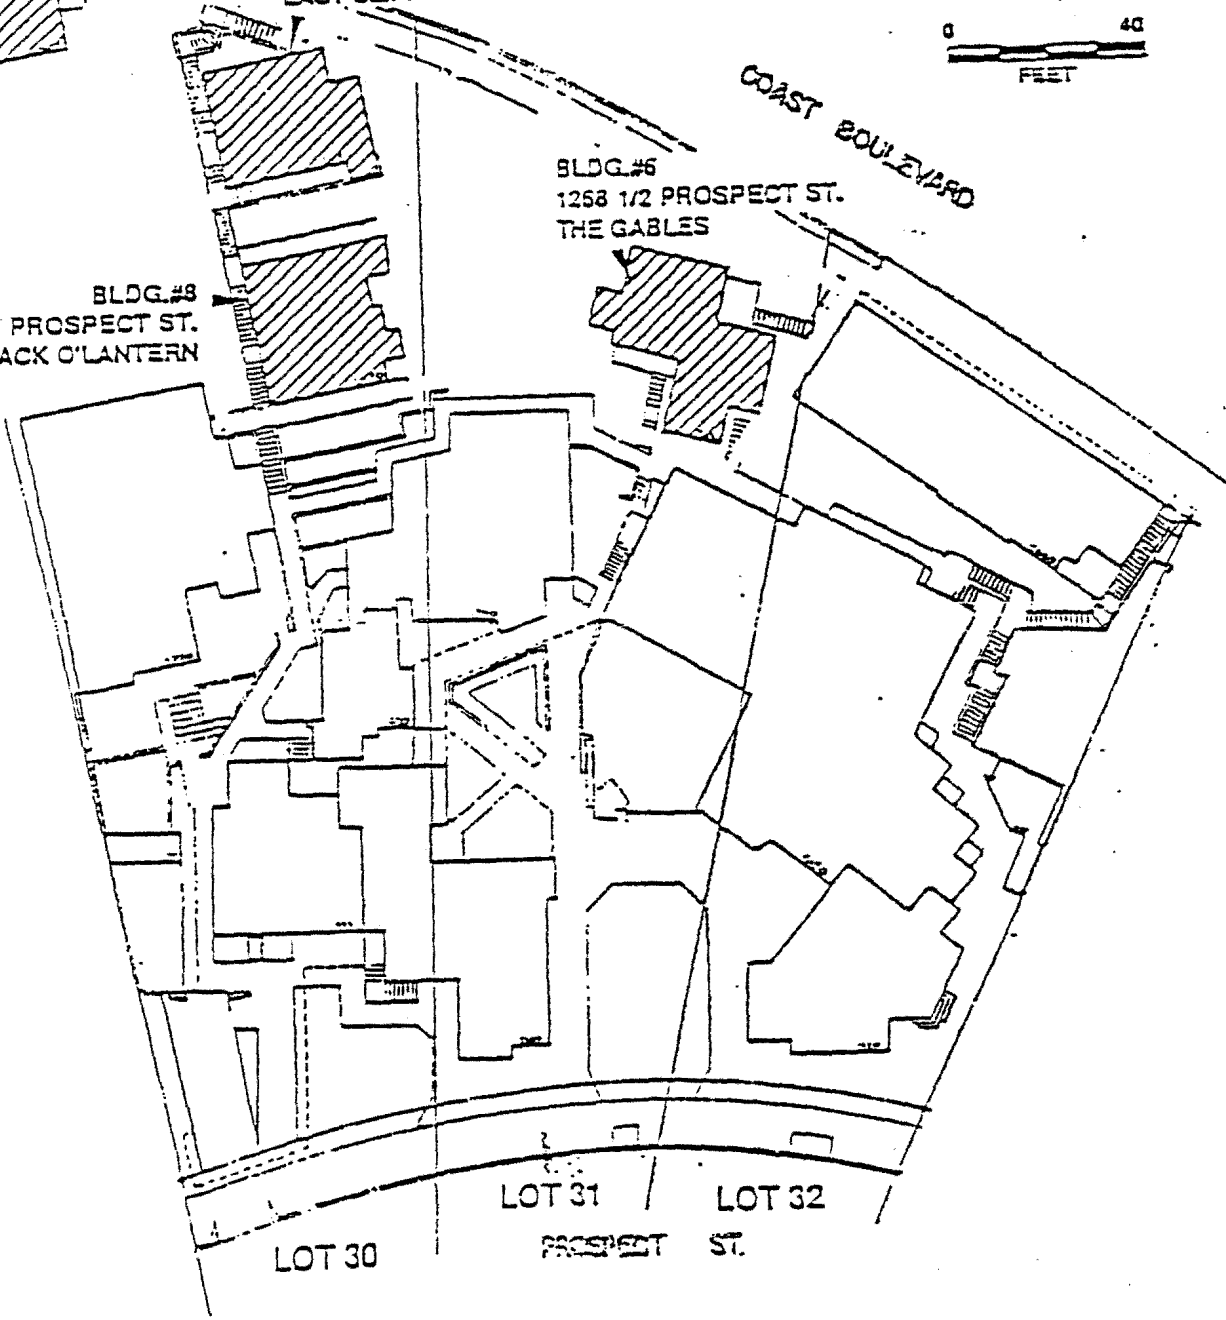 0 40
FEET
COAST BOULEVARD
BLDG.#6
1258 1/2 PROSPECT ST.
THE GABLES
BLDG.#8
PROSPECT ST.
ACK O'LANTERN
LOT 31
LOT 32
PROSPECT ST.
LOT 30